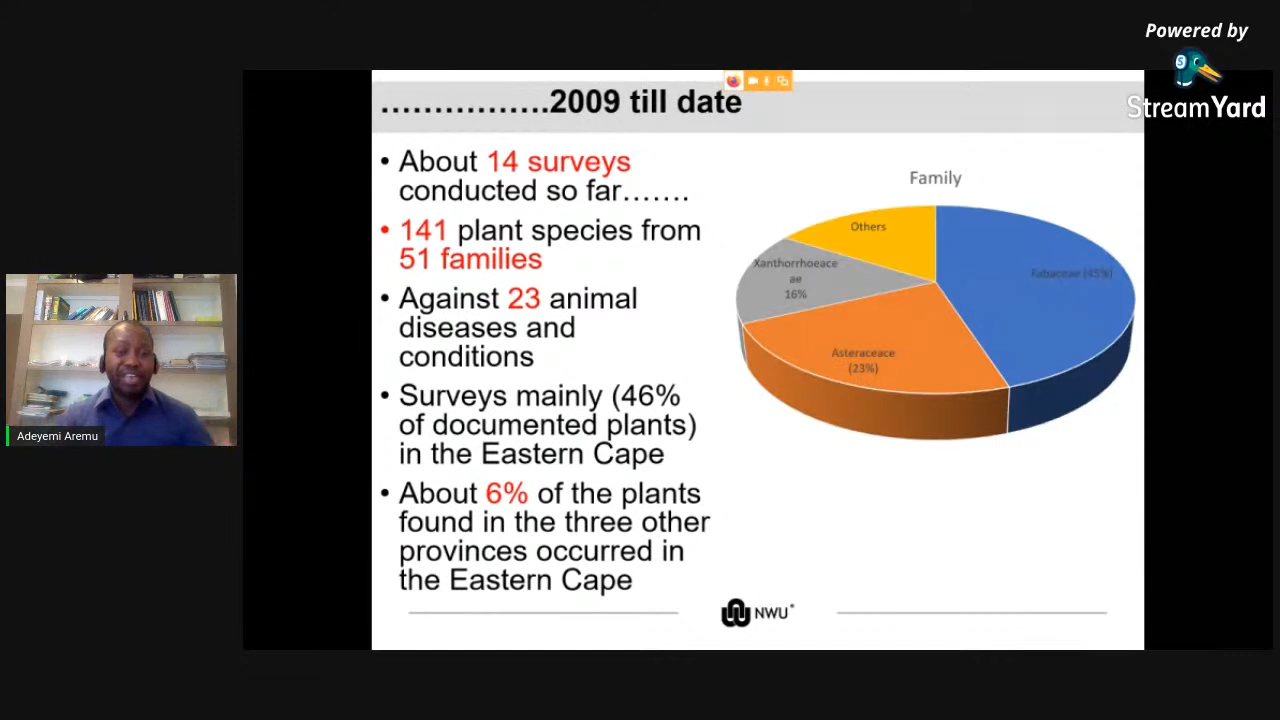 Powered by
StreamYard
................2009 till date
• About 14 surveys
conducted so far.......
• 141 plant species from
51 families
• Against 23 animal
diseases and
conditions
• Surveys mainly (46%
of documented plants)
in the Eastern Cape
• About 6% of the plants
found in the three other
provinces occurred in
the Eastern Cape
Family
Others
Xanthorrhoeace
ae
16%
Fabaceae (45%)
Asteraceace
(23%)
Adeyemi Aremu
NWU®